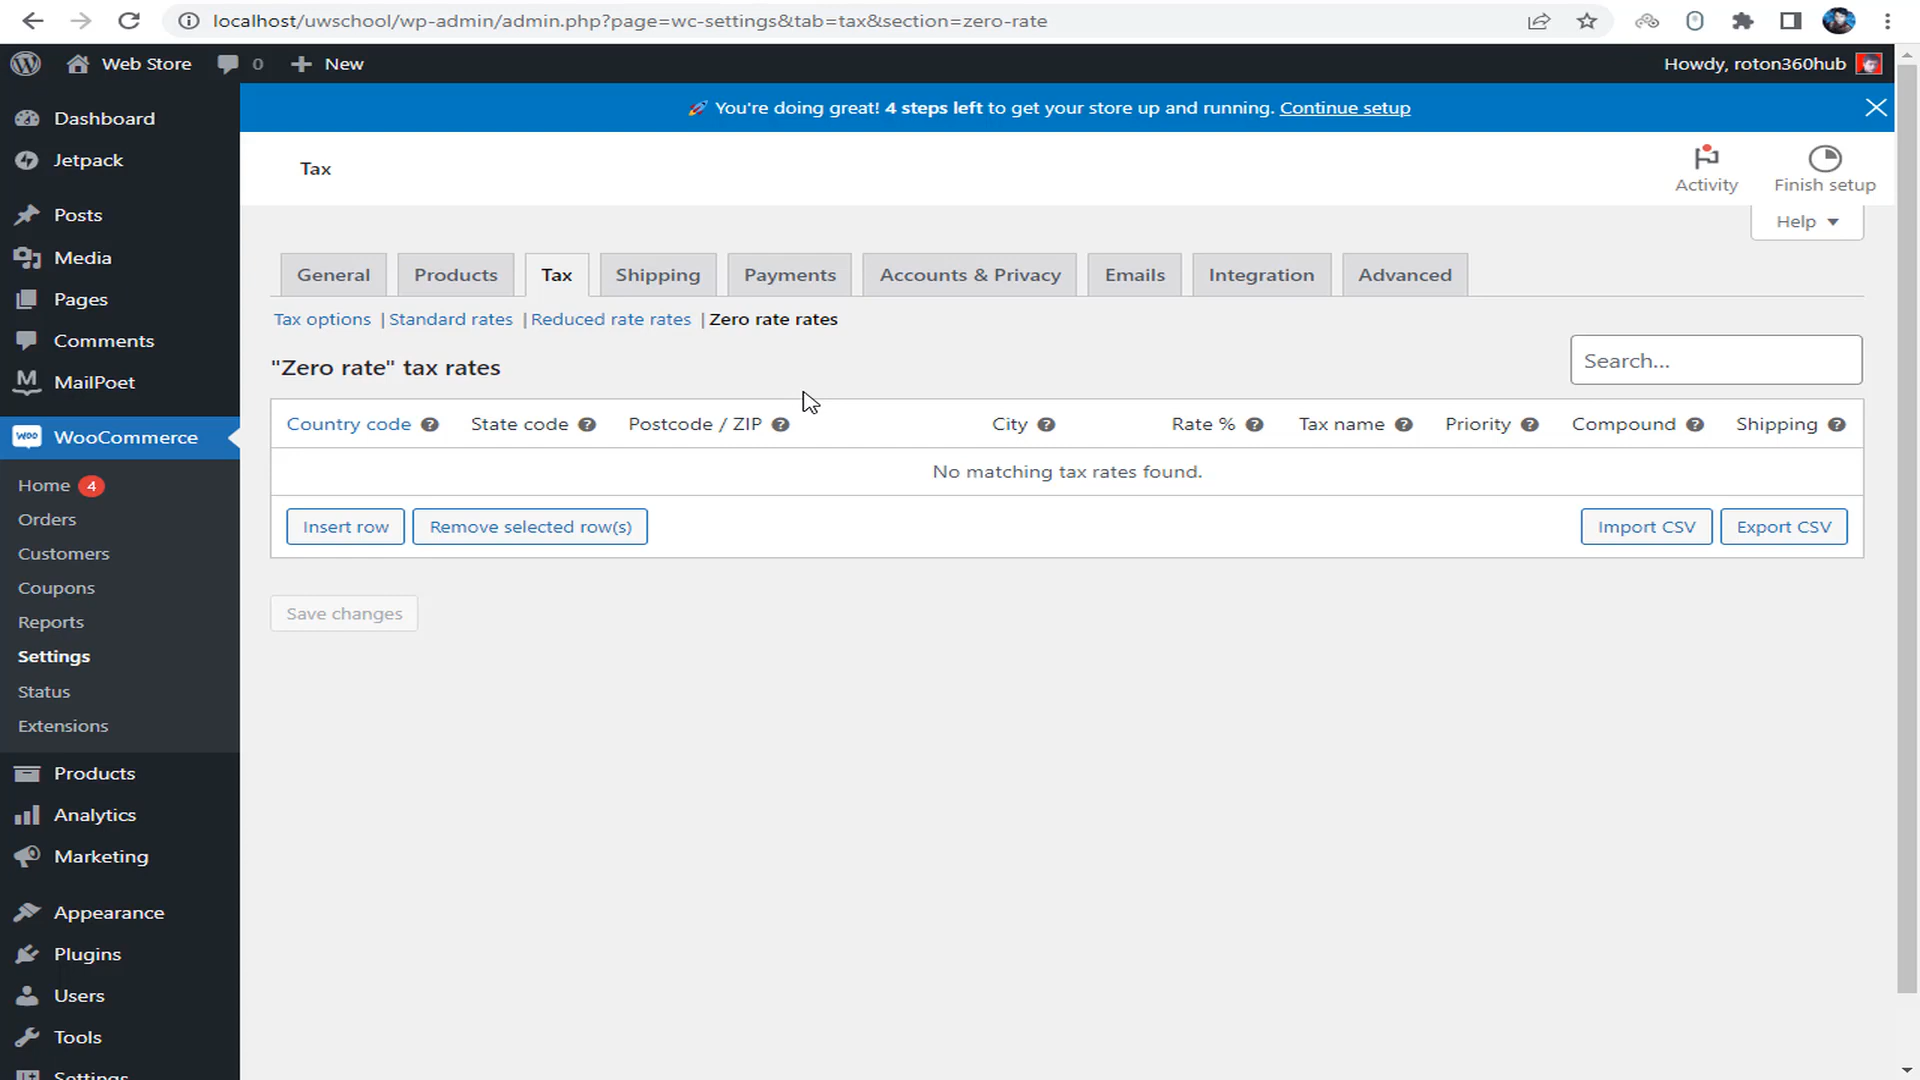 localhost/uwschool/wp-admin/admin.php?page=wc-settings&tab=tax&section=zero-rate
Web Store 0 New Howdy, roton360hub
You're doing great! 4 steps left to get your store up and running. Continue setup
Tax
Activity Finish setup
Help
General Products Tax Shipping Payments Accounts & Privacy Emails Integration Advanced
Tax options | Standard rates | Reduced rate rates | Zero rate rates
"Zero rate" tax rates
Search...
Country code ? State code ? Postcode / ZIP ? City ? Rate % ? Tax name ? Priority ? Compound ? Shipping ?
No matching tax rates found.
Insert row Remove selected row(s) Import CSV Export CSV
Save changes
Dashboard
Jetpack
Posts
Media
Pages
Comments
M MailPoet
Woo WooCommerce
Home 4
Orders
Customers
Coupons
Reports
Settings
Status
Extensions
Products
Analytics
Marketing
Appearance
Plugins
Users
Tools
Settings